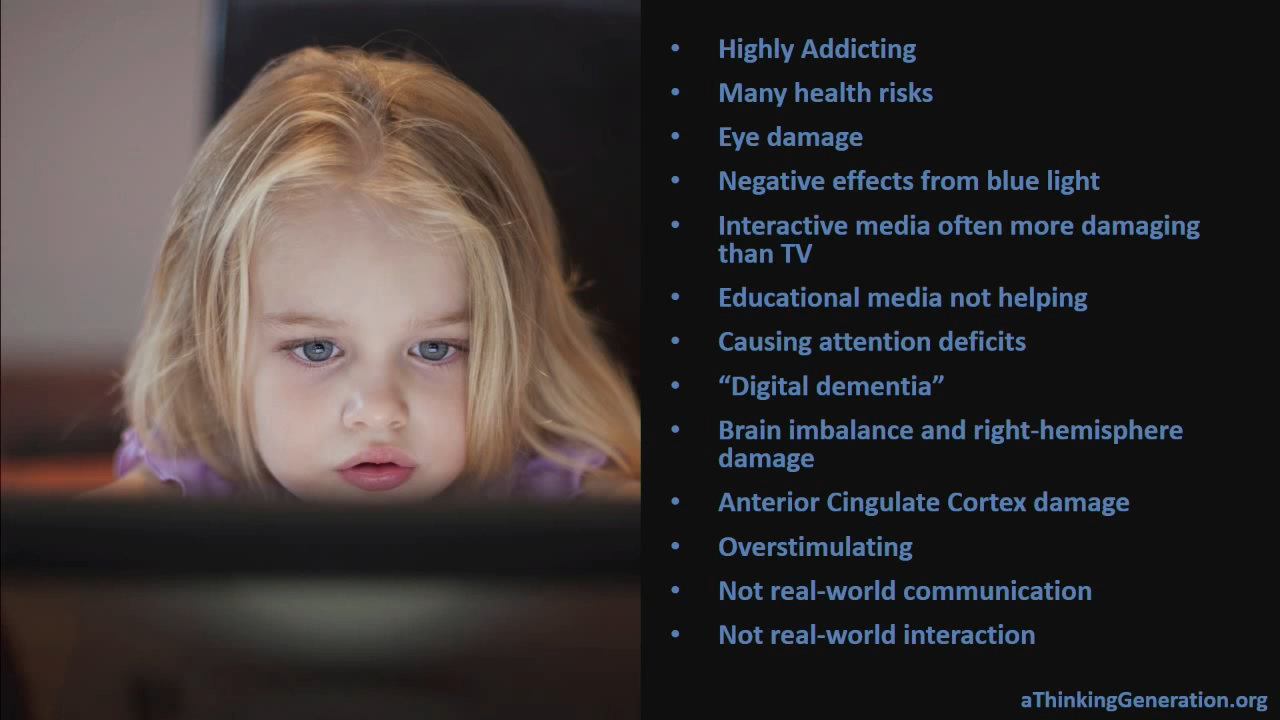 • Highly Addicting
• Many health risks
• Eye damage
• Negative effects from blue light
• Interactive media often more damaging
than TV
• Educational media not helping
• Causing attention deficits
• “Digital dementia”
• Brain imbalance and right-hemisphere
damage
• Anterior Cingulate Cortex damage
• Overstimulating
• Not real-world communication
• Not real-world interaction
aThinkingGeneration.org